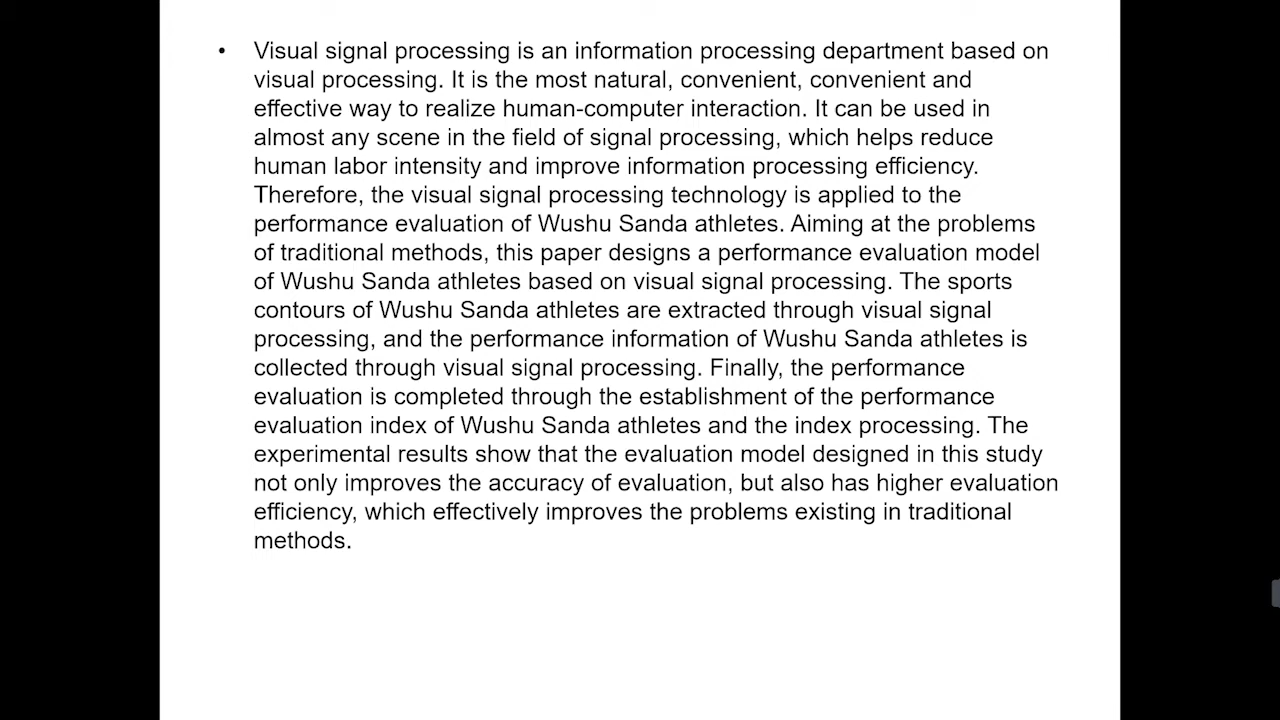 • Visual signal processing is an information processing department based on
visual processing. It is the most natural, convenient, convenient and
effective way to realize human-computer interaction. It can be used in
almost any scene in the field of signal processing, which helps reduce
human labor intensity and improve information processing efficiency.
Therefore, the visual signal processing technology is applied to the
performance evaluation of Wushu Sanda athletes. Aiming at the problems
of traditional methods, this paper designs a performance evaluation model
of Wushu Sanda athletes based on visual signal processing. The sports
contours of Wushu Sanda athletes are extracted through visual signal
processing, and the performance information of Wushu Sanda athletes is
collected through visual signal processing. Finally, the performance
evaluation is completed through the establishment of the performance
evaluation index of Wushu Sanda athletes and the index processing. The
experimental results show that the evaluation model designed in this study
not only improves the accuracy of evaluation, but also has higher evaluation
efficiency, which effectively improves the problems existing in traditional
methods.